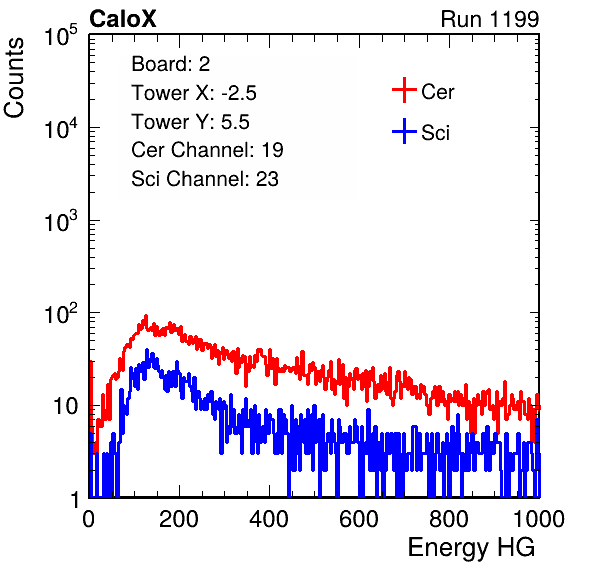 CaloX Run 1199
Counts
Board: 2
Tower X: -2.5
Tower Y: 5.5
Cer Channel: 19
Sci Channel: 23
Cer
Sci
10^5
10^4
10^3
10^2
10
1
0 200 400 600 800 1000
Energy HG